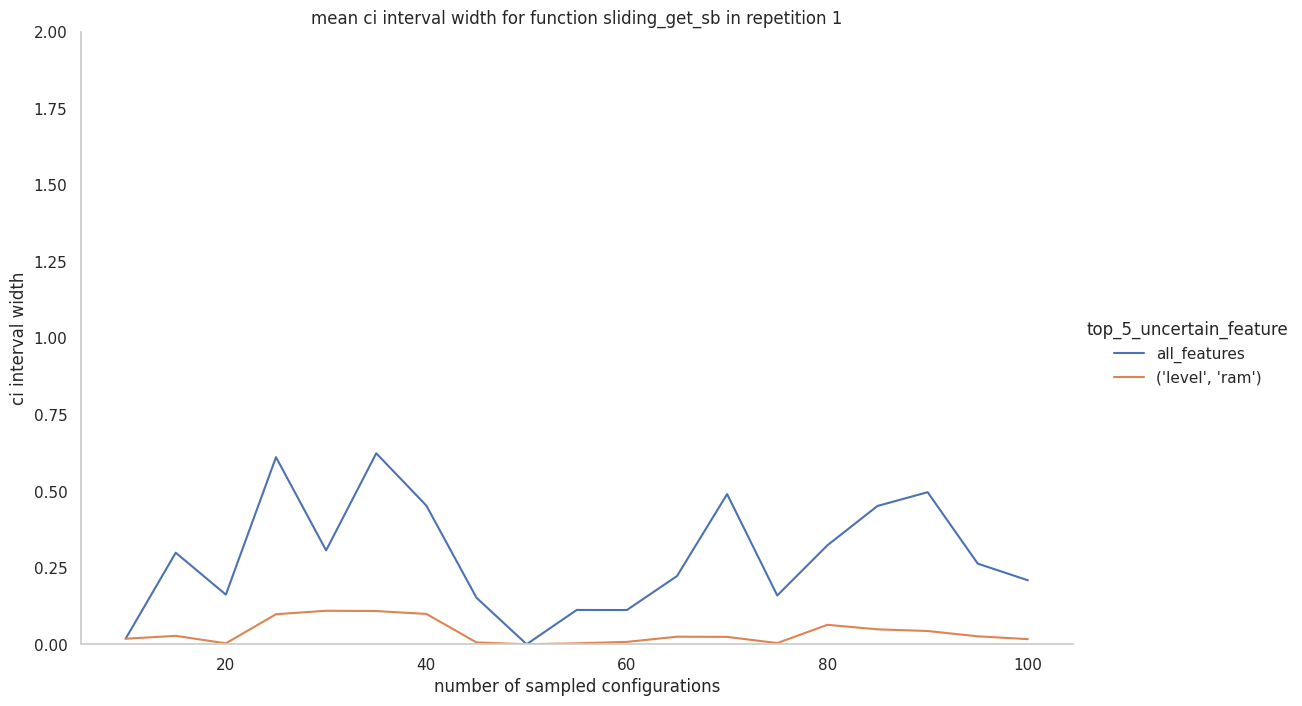 mean ci interval width for function sliding_get_sb in repetition 1
2.00
1.75
1.50
1.25
1.00
0.75
0.50
0.25
0.00
ci interval width
20
40
60
80
100
number of sampled configurations
top_5_uncertain_feature
all_features
('level', 'ram')